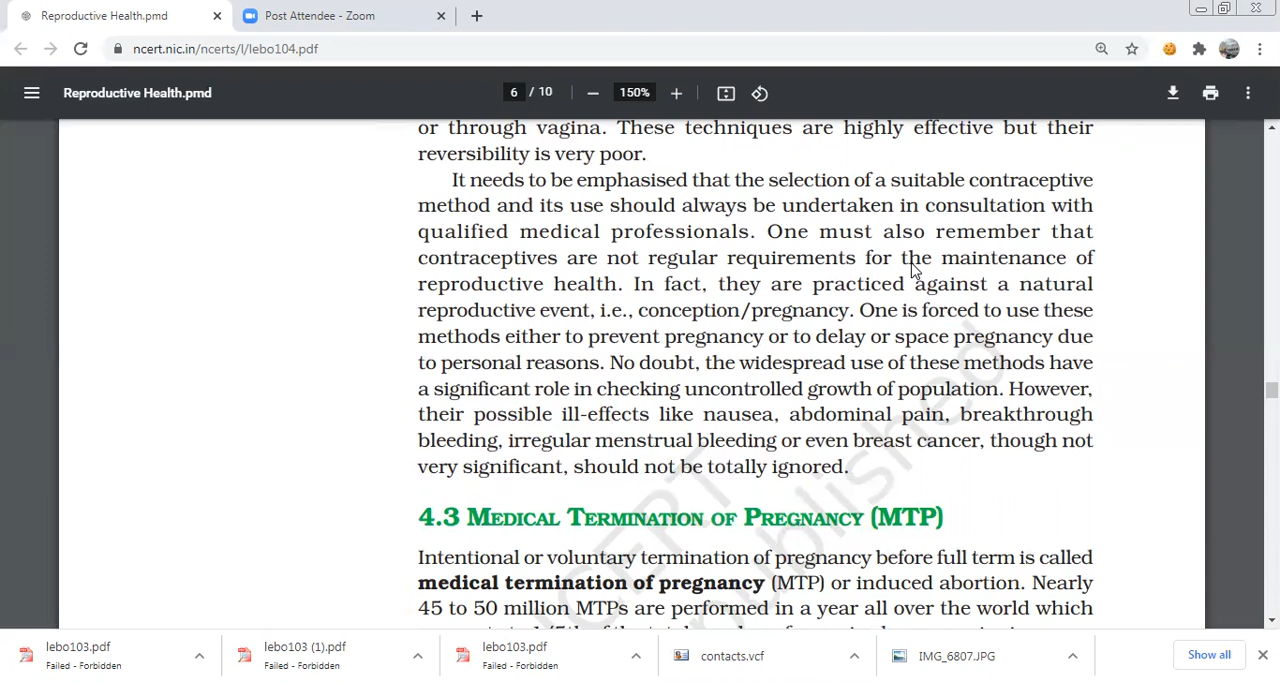 Reproductive Health.pmd
Post Attendee - Zoom
ncert.nic.in/ncerts/l/lebo104.pdf
Reproductive Health.pmd
6 / 10
150%
or through vagina. These techniques are highly effective but their
reversibility is very poor.
It needs to be emphasised that the selection of a suitable contraceptive
method and its use should always be undertaken in consultation with
qualified medical professionals. One must also remember that
contraceptives are not regular requirements for the maintenance of
reproductive health. In fact, they are practiced against a natural
reproductive event, i.e., conception/pregnancy. One is forced to use these
methods either to prevent pregnancy or to delay or space pregnancy due
to personal reasons. No doubt, the widespread use of these methods have
a significant role in checking uncontrolled growth of population. However,
their possible ill-effects like nausea, abdominal pain, breakthrough
bleeding, irregular menstrual bleeding or even breast cancer, though not
very significant, should not be totally ignored.
4.3 MEDICAL TERMINATION OF PREGNANCY (MTP)
Intentional or voluntary termination of pregnancy before full term is called
medical termination of pregnancy (MTP) or induced abortion. Nearly
45 to 50 million MTPs are performed in a year all over the world which
lebo103.pdf
Failed - Forbidden
lebo103 (1).pdf
Failed - Forbidden
lebo103.pdf
Failed - Forbidden
contacts.vcf
IMG_6807.JPG
Show all